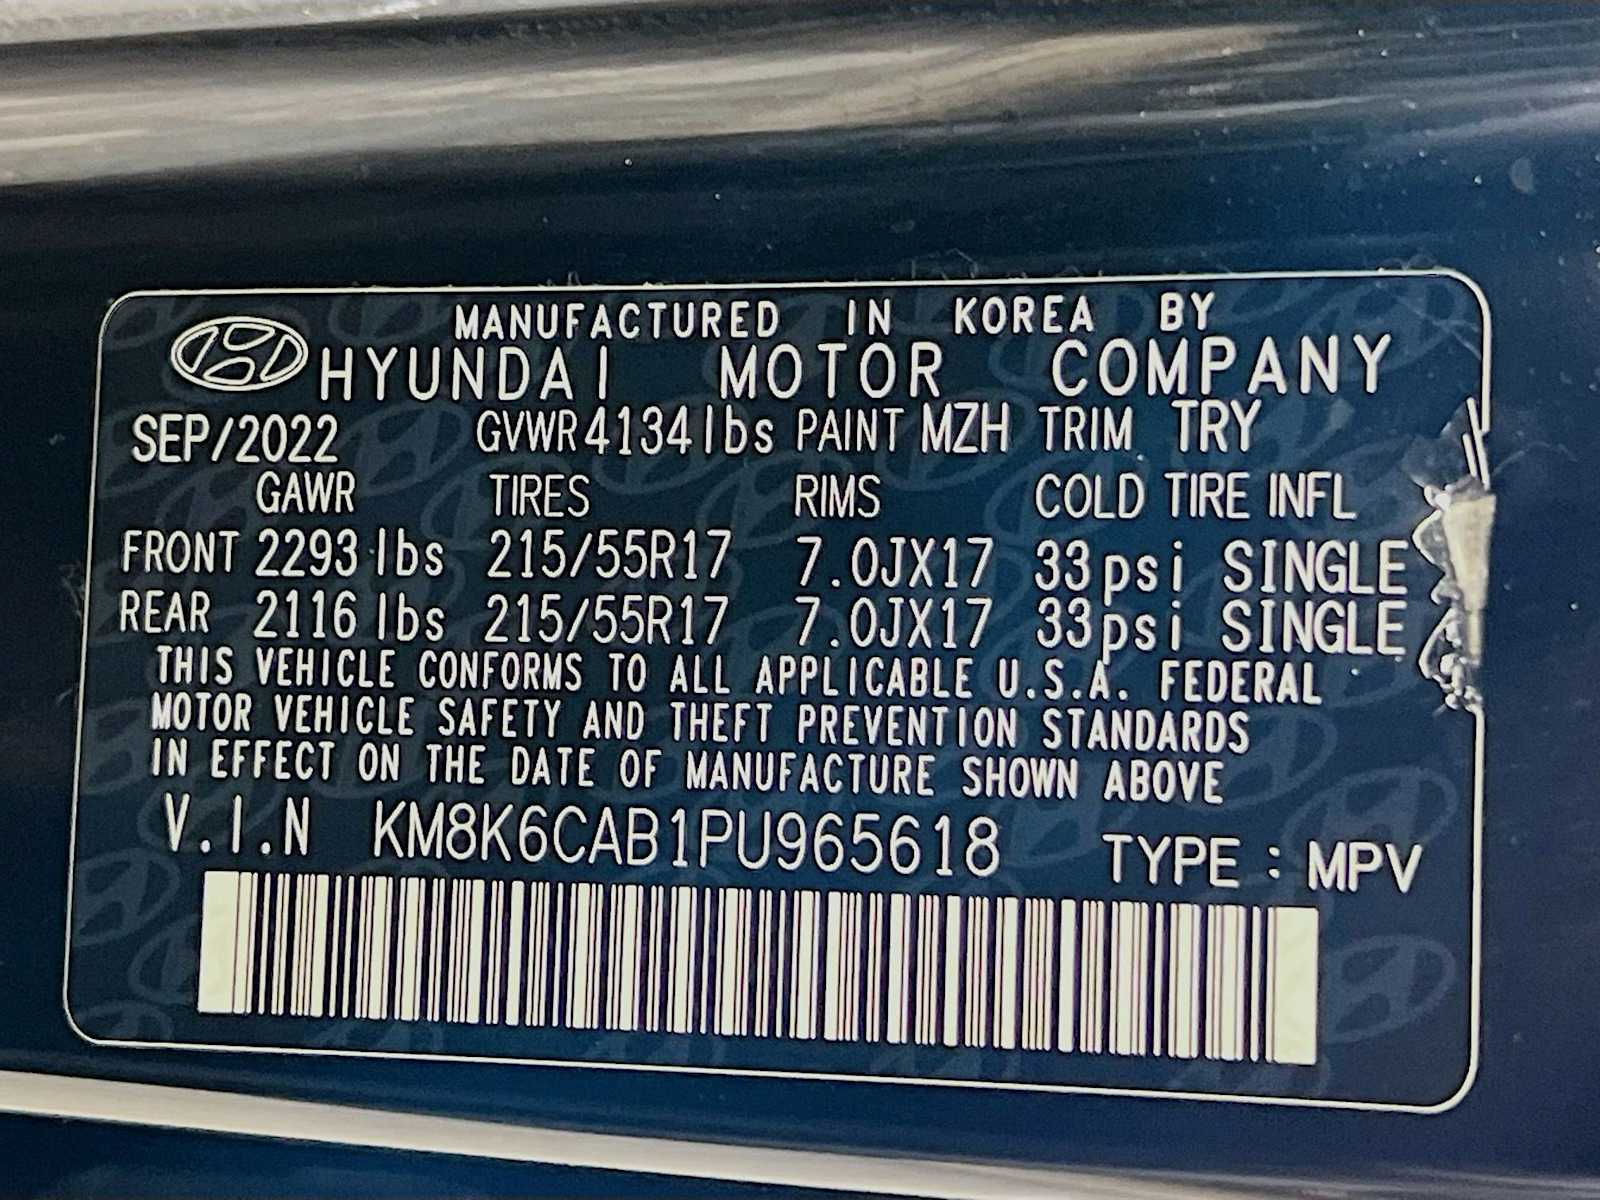 MANUFACTURED IN KOREA BY
HYUNDAI MOTOR COMPANY
SEP/2022 GVWR 4134 lbs PAINT MZH TRIM TRY
GAWR TIRES RIMS COLD TIRE INFL
FRONT 2293 lbs 215/55R17 7.0JX17 33psi SINGLE
REAR 2116 lbs 215/55R17 7.0JX17 33psi SINGLE
THIS VEHICLE CONFORMS TO ALL APPLICABLE U.S.A. FEDERAL
MOTOR VEHICLE SAFETY AND THEFT PREVENTION STANDARDS
IN EFFECT ON THE DATE OF MANUFACTURE SHOWN ABOVE
V.I.N KM8K6CAB1PU965618 TYPE : MPV